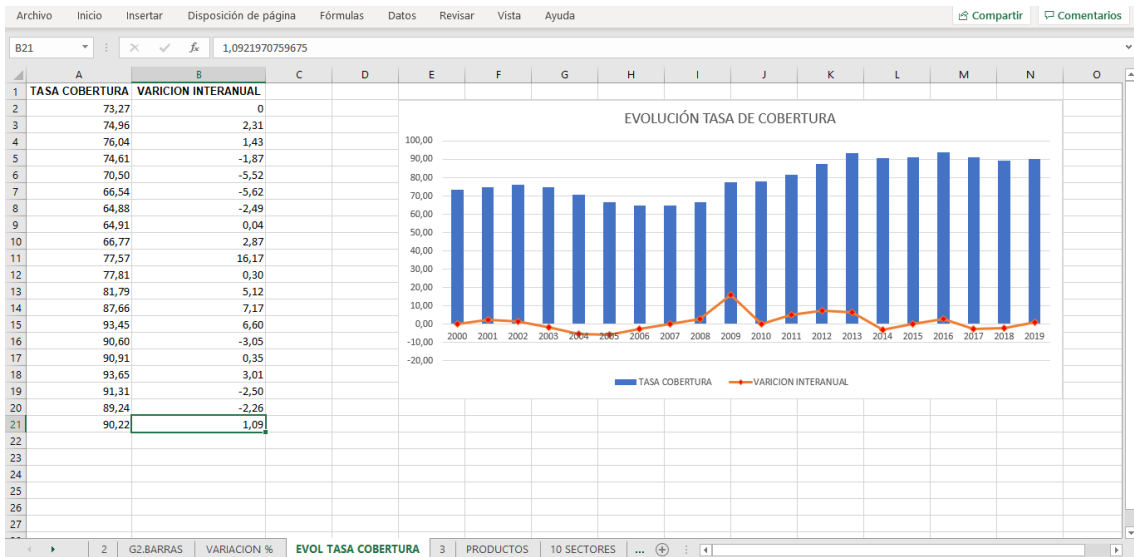 Archivo Inicio Insertar Disposición de página Fórmulas Datos Revisar Vista Ayuda Compartir Comentarios
B21 fx 1,0921970759675
A B C D E F G H I J K L M N O
1 TASA COBERTURA VARICION INTERANUAL
2 73,27 0
3 74,96 2,31
4 76,04 1,43
5 74,61 -1,87
6 70,50 -5,52
7 66,54 -5,62
8 64,88 -2,49
9 64,91 0,04
10 66,77 2,87
11 77,57 16,17
12 77,81 0,30
13 81,79 5,12
14 87,66 7,17
15 93,45 6,60
16 90,60 -3,05
17 90,91 0,35
18 93,65 3,01
19 91,31 -2,50
20 89,24 -2,26
21 90,22 1,09
22
23
24
25
26
27
EVOLUCIÓN TASA DE COBERTURA
100,00
90,00
80,00
70,00
60,00
50,00
40,00
30,00
20,00
10,00
0,00
-10,00
-20,00
2000 2001 2002 2003 2004 2005 2006 2007 2008 2009 2010 2011 2012 2013 2014 2015 2016 2017 2018 2019
TASA COBERTURA VARICION INTERANUAL
2 G2.BARRAS VARIACION % EVOL TASA COBERTURA 3 PRODUCTOS 10 SECTORES ...